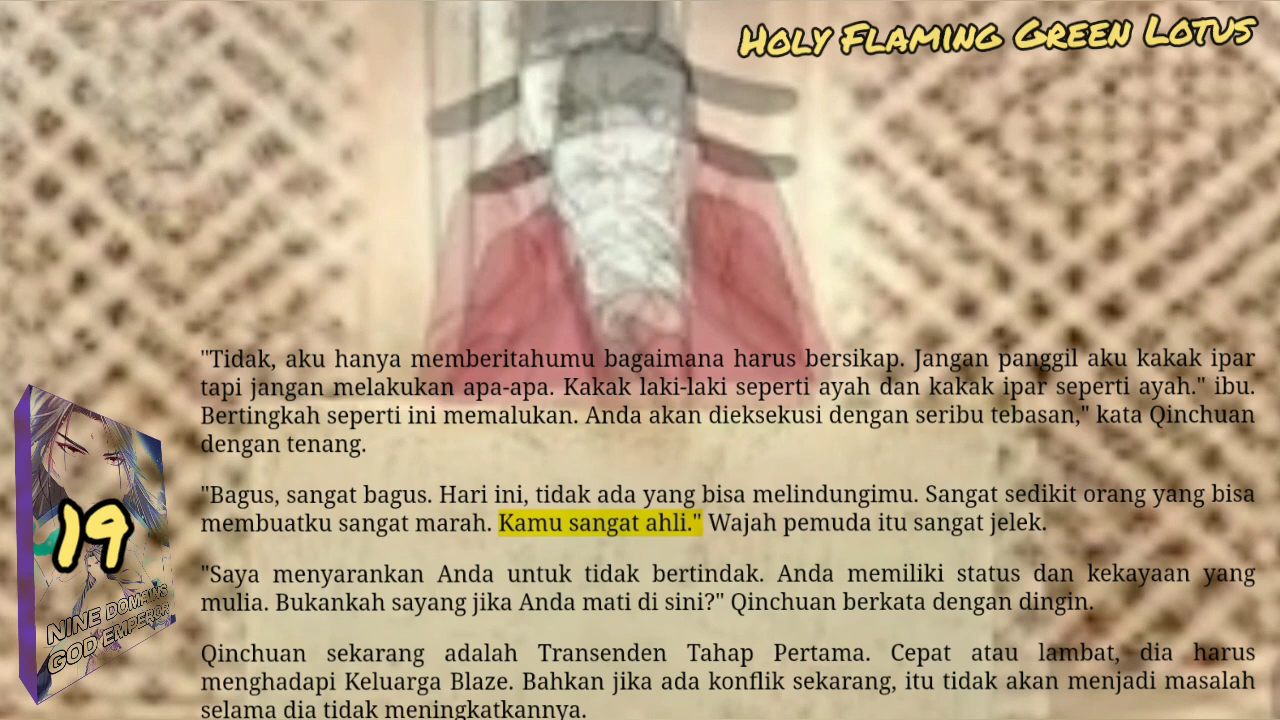 Holy Flaming Green Lotus
"Tidak, aku hanya memberitahumu bagaimana harus bersikap. Jangan panggil aku kakak ipar
tapi jangan melakukan apa-apa. Kakak laki-laki seperti ayah dan kakak ipar seperti ayah." ibu.
Bertingkah seperti ini memalukan. Anda akan dieksekusi dengan seribu tebasan," kata Qinchuan
dengan tenang.
"Bagus, sangat bagus. Hari ini, tidak ada yang bisa melindungimu. Sangat sedikit orang yang bisa
membuatku sangat marah. Kamu sangat ahli." Wajah pemuda itu sangat jelek.
"Saya menyarankan Anda untuk tidak bertindak. Anda memiliki status dan kekayaan yang
mulia. Bukankah sayang jika Anda mati di sini?" Qinchuan berkata dengan dingin.
Qinchuan sekarang adalah Transenden Tahap Pertama. Cepat atau lambat, dia harus
menghadapi Keluarga Blaze. Bahkan jika ada konflik sekarang, itu tidak akan menjadi masalah
selama dia tidak meningkatkannya.
19
NINE DOMAINS
GOD EMPEROR